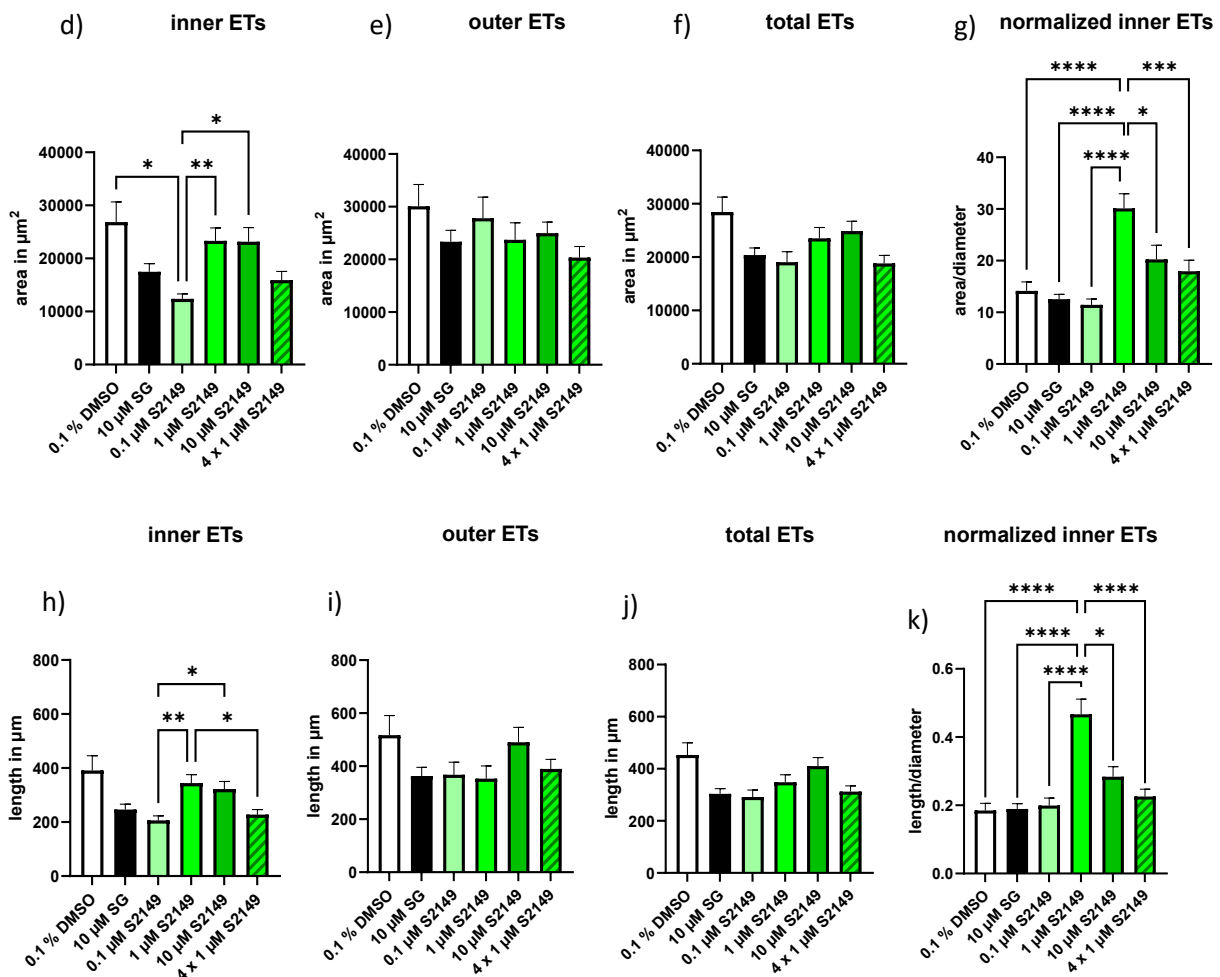 d) inner ETs
e) outer ETs
f) total ETs
g) normalized inner ETs
* ** *
area in µm²
40000
30000
20000
10000
0
0.1 % DMSO
10 µM SG
0.1 µM S2149
1 µM S2149
10 µM S2149
4 x 1 µM S2149
area in µm²
40000
30000
20000
10000
0
0.1 % DMSO
10 µM SG
0.1 µM S2149
1 µM S2149
10 µM S2149
4 x 1 µM S2149
area in µm²
40000
30000
20000
10000
0
0.1 % DMSO
10 µM SG
0.1 µM S2149
1 µM S2149
10 µM S2149
4 x 1 µM S2149
**** ***
**** *
****
area/diameter
40
30
20
10
0
0.1 % DMSO
10 µM SG
0.1 µM S2149
1 µM S2149
10 µM S2149
4 x 1 µM S2149
inner ETs
outer ETs
total ETs
normalized inner ETs
h)
*
** *
length in µm
800
600
400
200
0
0.1 % DMSO
10 µM SG
0.1 µM S2149
1 µM S2149
10 µM S2149
4 x 1 µM S2149
i)
length in µm
800
600
400
200
0
0.1 % DMSO
10 µM SG
0.1 µM S2149
1 µM S2149
10 µM S2149
4 x 1 µM S2149
j)
length in µm
800
600
400
200
0
0.1 % DMSO
10 µM SG
0.1 µM S2149
1 µM S2149
10 µM S2149
4 x 1 µM S2149
k)
**** ****
**** *
****
length/diameter
0.6
0.4
0.2
0.0
0.1 % DMSO
10 µM SG
0.1 µM S2149
1 µM S2149
10 µM S2149
4 x 1 µM S2149